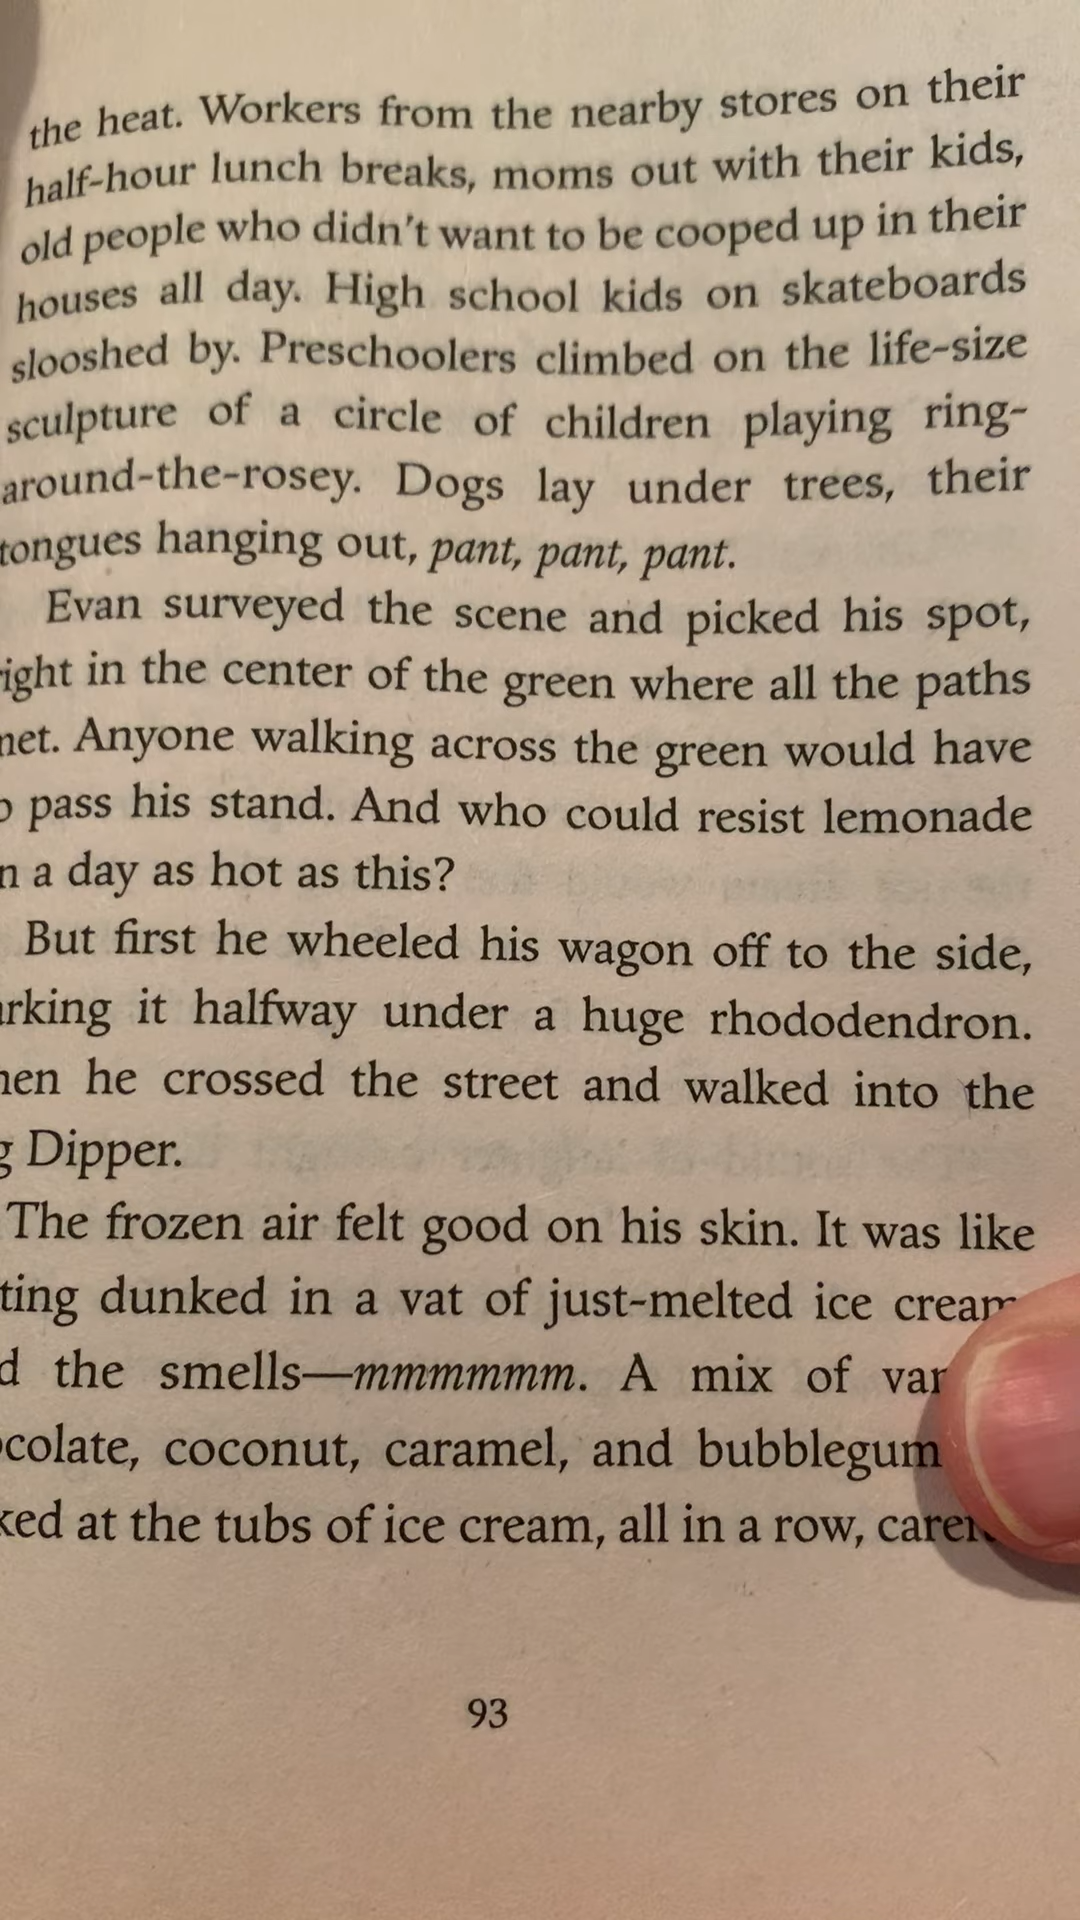 the heat. Workers from the nearby stores on their
half-hour lunch breaks, moms out with their kids,
old people who didn't want to be cooped up in their
houses all day. High school kids on skateboards
slooshed by. Preschoolers climbed on the life-size
sculpture of a circle of children playing ring-
around-the-rosey. Dogs lay under trees, their
tongues hanging out, pant, pant, pant.
Evan surveyed the scene and picked his spot,
ight in the center of the green where all the paths
net. Anyone walking across the green would have
pass his stand. And who could resist lemonade
n a day as hot as this?
But first he wheeled his wagon off to the side,
rking it halfway under a huge rhododendron.
hen he crossed the street and walked into the
g Dipper.
The frozen air felt good on his skin. It was like
ting dunked in a vat of just-melted ice cream
d the smells—mmmmmm. A mix of var
colate, coconut, caramel, and bubblegum
ked at the tubs of ice cream, all in a row, care
93